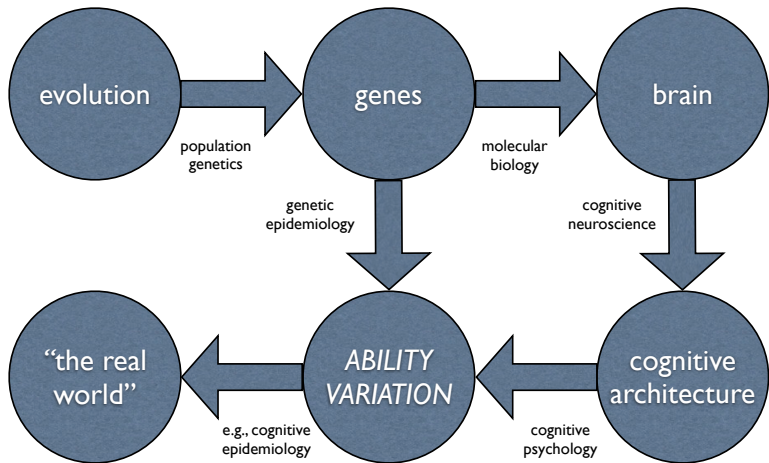 evolution
population
genetics
genes
molecular
biology
brain
genetic
epidemiology
cognitive
neuroscience
“the real
world”
e.g., cognitive
epidemiology
ABILITY
VARIATION
cognitive
psychology
cognitive
architecture